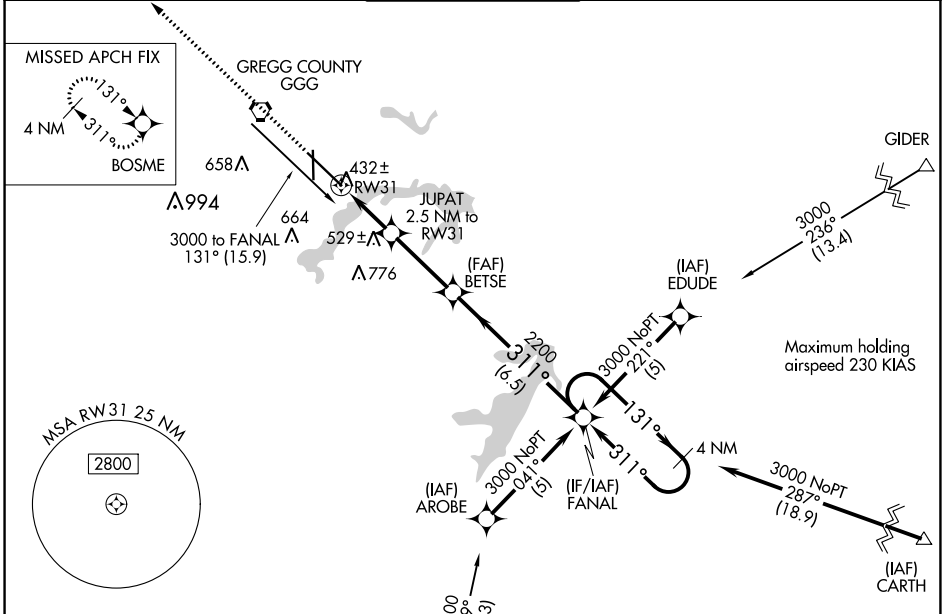 MISSED APCH FIX
131°
4 NM
311°
BOSME
GREGG COUNTY
GGG
658
994
664
3000 to FANAL
131° (15.9)
432±
RW31
JUPAT
2.5 NM to
RW31
529±
776
(FAF)
BETSE
GIDER
3000
236°
(13.4)
(IAF)
EDUDE
3000 NoPT
221°
(5)
Maximum holding
airspeed 230 KIAS
2200
311°
(6.5)
131°
311°
4 NM
MSA RW31 25 NM
2800
3000 NoPT
041°
(5)
(IAF)
AROBE
(IF/IAF)
FANAL
3000 NoPT
287°
(18.9)
(IAF)
CARTH